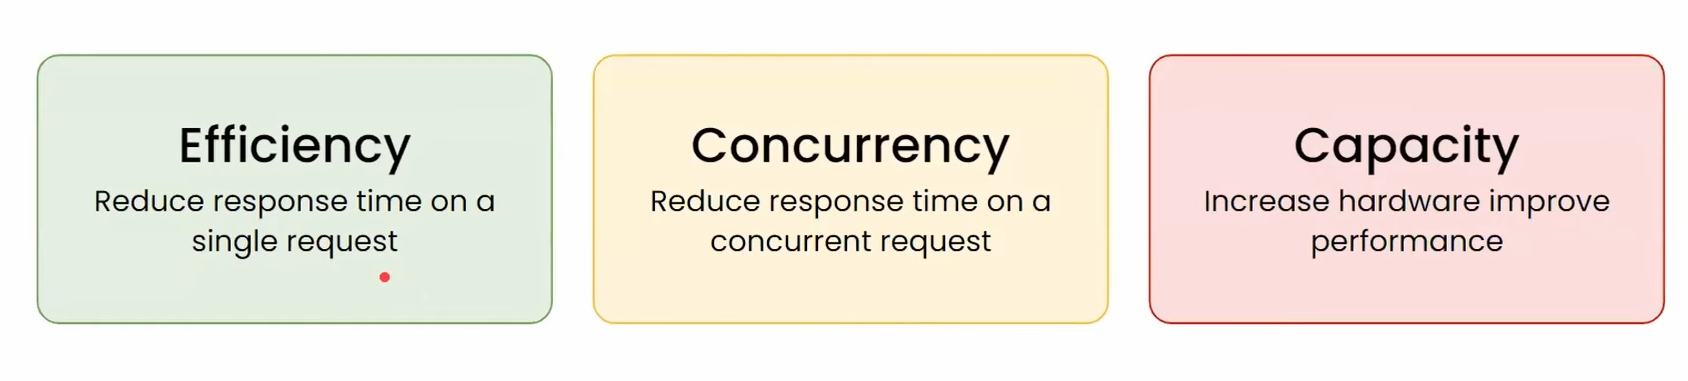 Efficiency
Reduce response time on a
single request
Concurrency
Reduce response time on a
concurrent request
Capacity
Increase hardware improve
performance